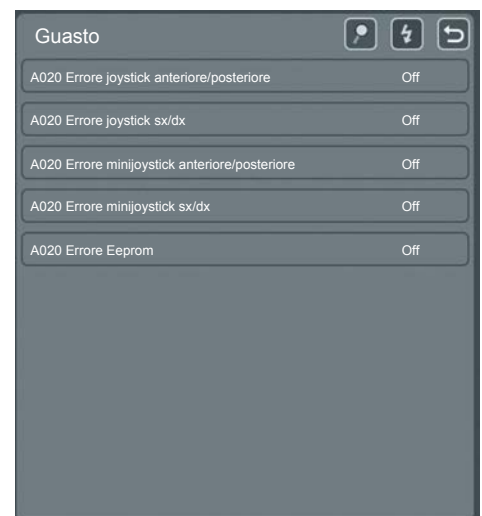 Guasto
A020 Errore joystick anteriore/posteriore Off
A020 Errore joystick sx/dx Off
A020 Errore minijoystick anteriore/posteriore Off
A020 Errore minijoystick sx/dx Off
A020 Errore Eeprom Off